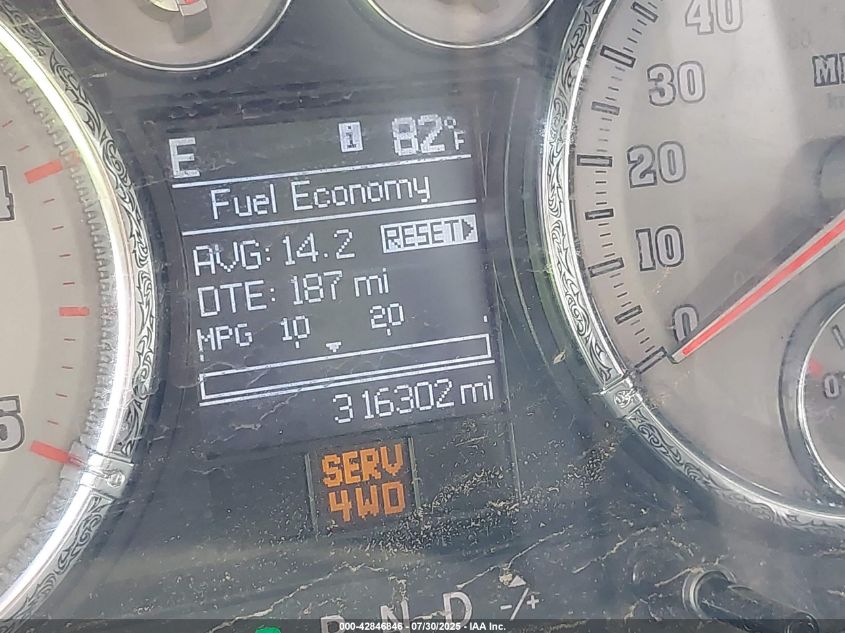 E i 82°F
Fuel Economy
AVG: 14.2 RESET
DTE: 187 mi
MPG 10 20
316302 mi
SERV
4WD
40
30
20
10
0
N D -/+
000-42846846 - 07/30/2025 - IAA Inc.